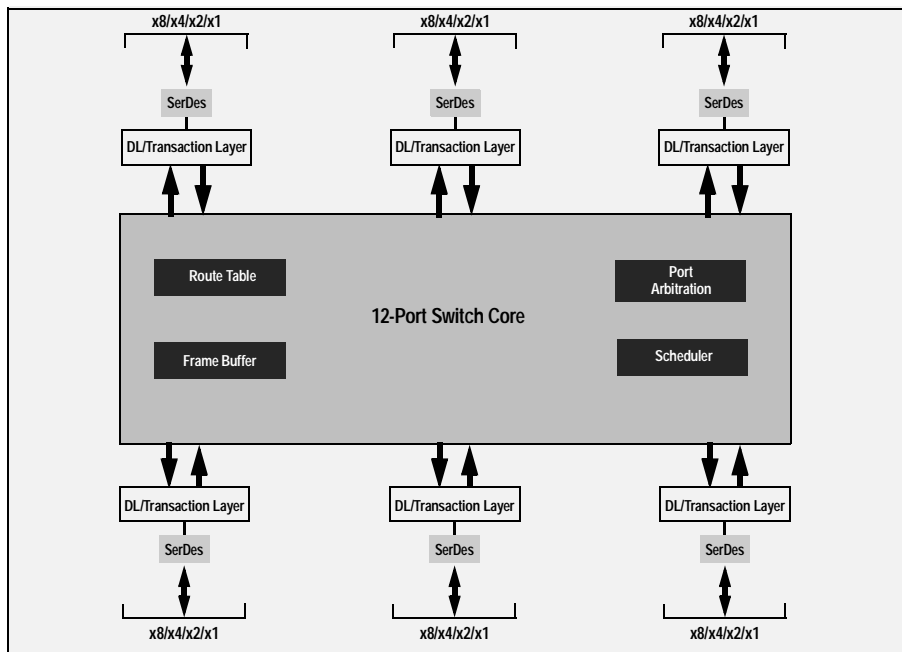 x8/x4/x2/x1
x8/x4/x2/x1
x8/x4/x2/x1
SerDes
SerDes
SerDes
DL/Transaction Layer
DL/Transaction Layer
DL/Transaction Layer
Route Table
Port
Arbitration
12-Port Switch Core
Frame Buffer
Scheduler
DL/Transaction Layer
DL/Transaction Layer
DL/Transaction Layer
SerDes
SerDes
SerDes
x8/x4/x2/x1
x8/x4/x2/x1
x8/x4/x2/x1